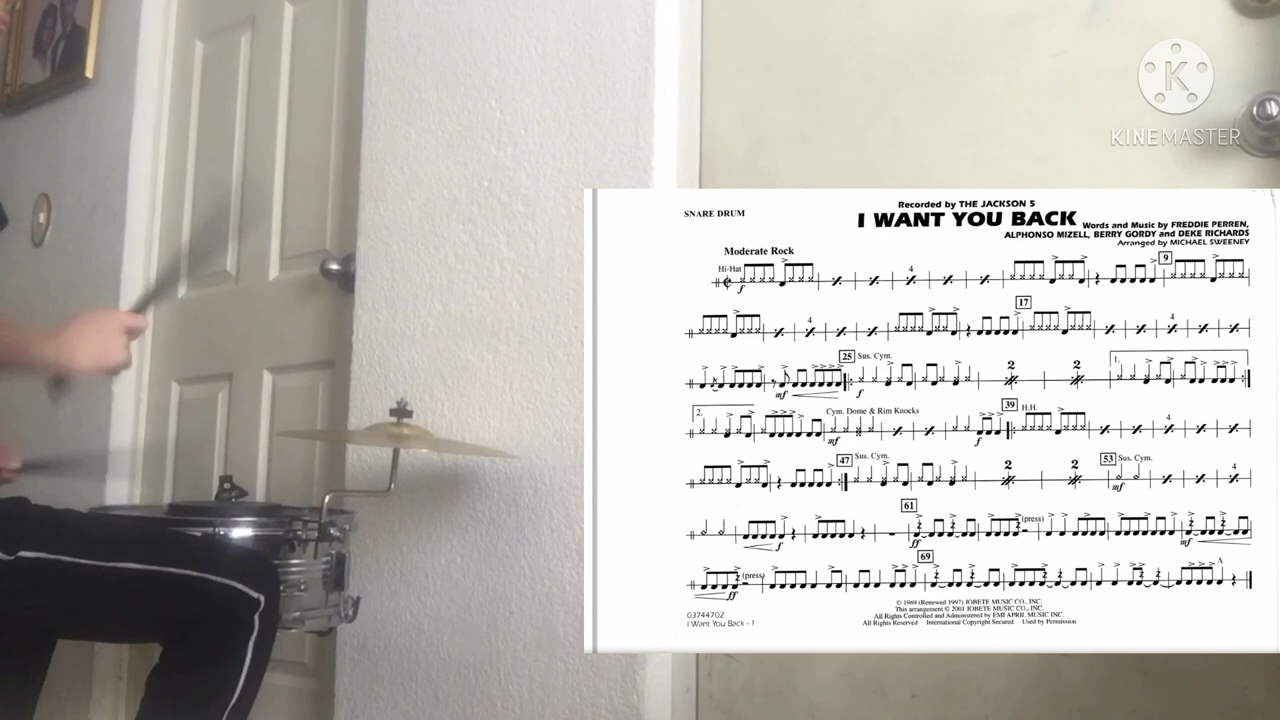 K
KINEMASTER
Recorded by THE JACKSON 5
SNARE DRUM
I WANT YOU BACK
Words and Music by FREDDIE PERREN,
ALPHONSO MIZELL, BERRY GORDY and DEKE RICHARDS
Arranged by MICHAEL SWEENEY
Moderate Rock
Hi-Hat
f
4
9
4
17
4
mf
25
Sus. Cym.
f
2
2
1.
2.
Cym. Dome & Rim Knocks
mf
f
39
H.H.
4
47
Sus. Cym.
2
2
53
Sus. Cym.
mf
4
f
61
ff
(press)
mf
ff
(press)
69
© 1969 (Renewed 1997) JOBETE MUSIC CO., INC.
This arrangement © 2001 JOBETE MUSIC CO., INC.
All Rights Controlled and Administered by EMI APRIL MUSIC INC.
All Rights Reserved International Copyright Secured Used by Permission
03744702
I Want You Back - 1